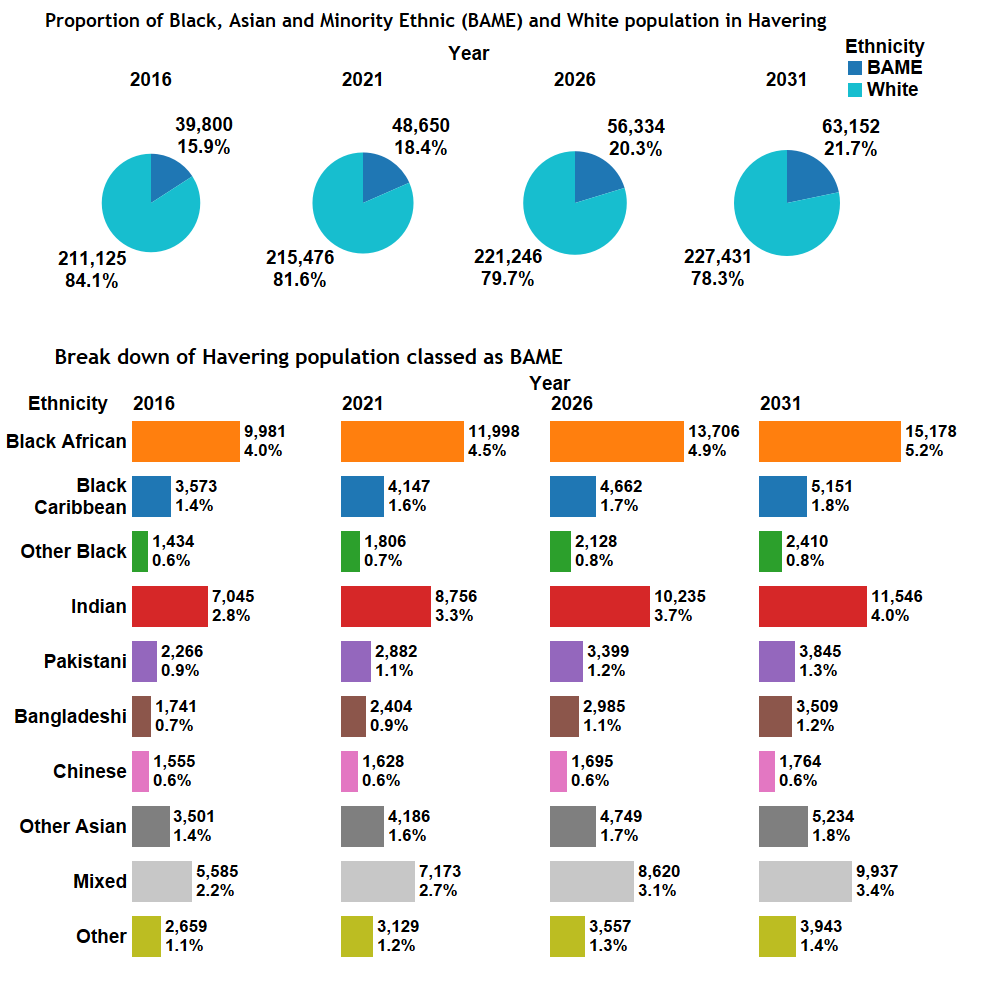 Proportion of Black, Asian and Minority Ethnic (BAME) and White population in Havering
Year
Ethnicity
BAME
White
2016 2021 2026 2031
39,800 48,650 56,334 63,152
15.9% 18.4% 20.3% 21.7%
211,125 215,476 221,246 227,431
84.1% 81.6% 79.7% 78.3%
Break down of Havering population classed as BAME
Year
Ethnicity 2016 2021 2026 2031
Black African 9,981 11,998 13,706 15,178
4.0% 4.5% 4.9% 5.2%
Black
Caribbean
3,573 4,147 4,662 5,151
1.4% 1.6% 1.7% 1.8%
Other Black 1,434 1,806 2,128 2,410
0.6% 0.7% 0.8% 0.8%
Indian 7,045 8,756 10,235 11,546
2.8% 3.3% 3.7% 4.0%
Pakistani 2,266 2,882 3,399 3,845
0.9% 1.1% 1.2% 1.3%
Bangladeshi 1,741 2,404 2,985 3,509
0.7% 0.9% 1.1% 1.2%
Chinese 1,555 1,628 1,695 1,764
0.6% 0.6% 0.6% 0.6%
Other Asian 3,501 4,186 4,749 5,234
1.4% 1.6% 1.7% 1.8%
Mixed 5,585 7,173 8,620 9,937
2.2% 2.7% 3.1% 3.4%
Other 2,659 3,129 3,557 3,943
1.1% 1.2% 1.3% 1.4%